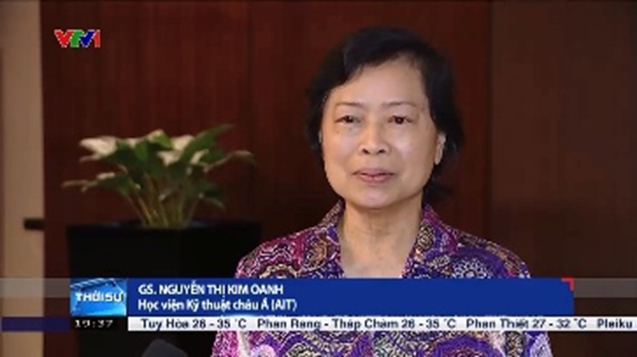 VTV1
GS. NGUYỄN THỊ KIM OANH
Học viện Kỹ thuật châu Á (AIT)
THỜI SỰ
19:37 Tuy Hòa 26 - 35 °C Phan Rang - Tháp Chàm 26 - 35 °C Phan Thiết 27 - 32 °C Pleiku